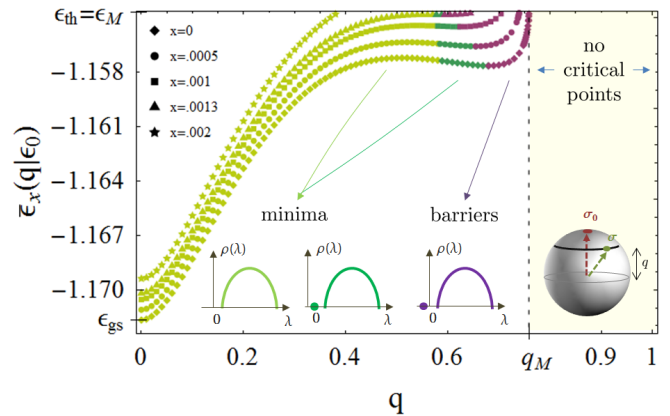 ϵth=ϵM
x=0
x=.0005
x=.001
x=.0013
x=.002
no
critical
points
-1.158
-1.161
-1.164
-1.167
-1.170
ϵgs
ϵ̅x(q|ϵ0)
minima
barriers
ρ(λ)
0
λ
ρ(λ)
0
λ
ρ(λ)
0
λ
σ0
σ
q
0
0.2
0.4
0.6
qM
0.9
1
q